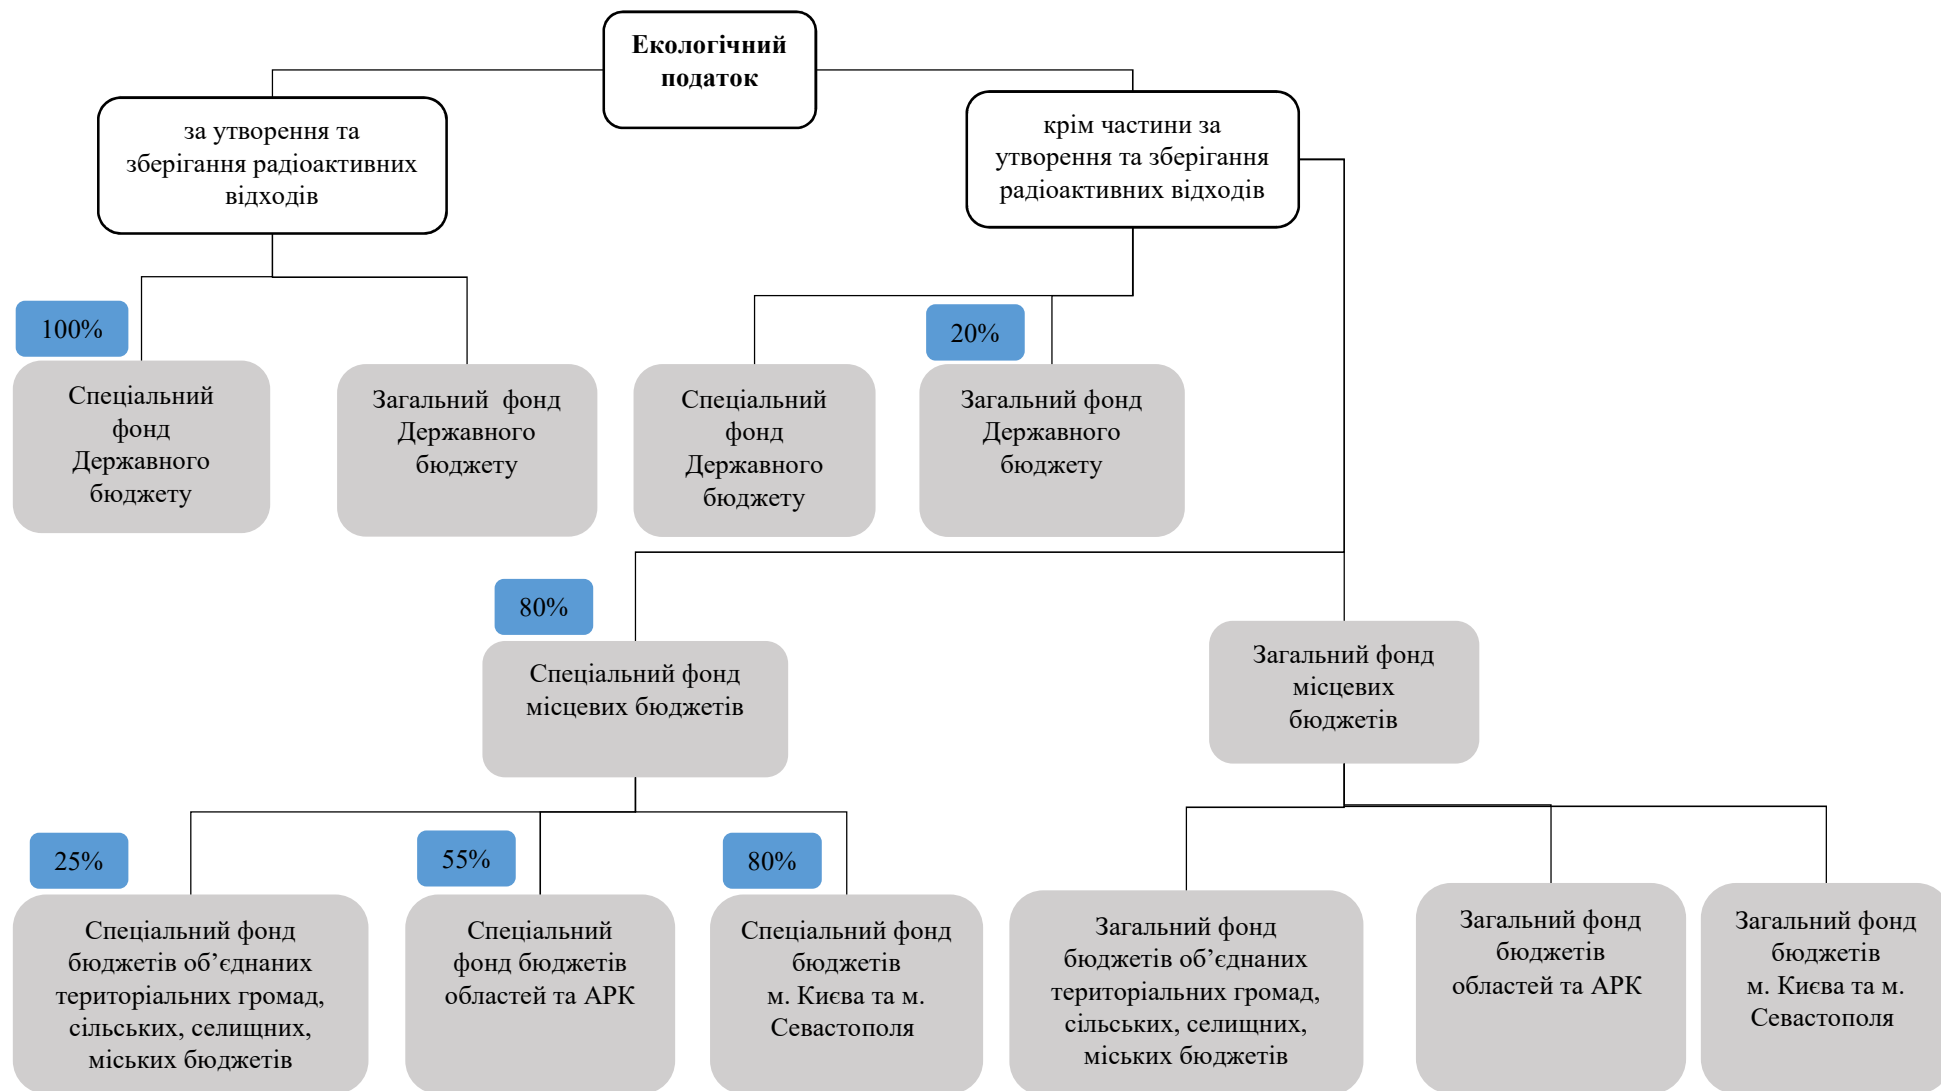 Екологічний
податок
за утворення та
зберігання радіоактивних
відходів
крім частини за
утворення та зберігання
радіоактивних відходів
100%
20%
Спеціальний
фонд
Державного
бюджету
Загальний фонд
Державного
бюджету
Спеціальний
фонд
Державного
бюджету
Загальний фонд
Державного
бюджету
80%
Спеціальний фонд
місцевих бюджетів
Загальний фонд
місцевих
бюджетів
25%
55%
80%
Спеціальний фонд
бюджетів об’єднаних
територіальних громад,
сільських, селищних,
міських бюджетів
Спеціальний
фонд бюджетів
областей та АРК
Спеціальний фонд
бюджетів
м. Києва та м.
Севастополя
Загальний фонд
бюджетів об’єднаних
територіальних громад,
сільських, селищних,
міських бюджетів
Загальний фонд
бюджетів
областей та АРК
Загальний фонд
бюджетів
м. Києва та м.
Севастополя